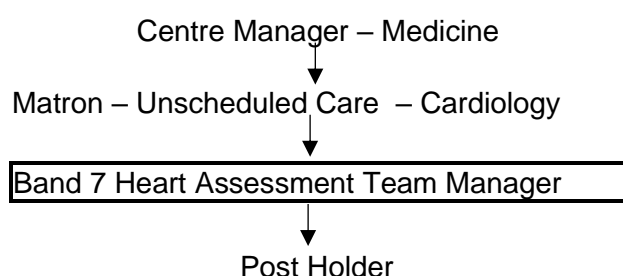 Centre Manager – Medicine
Matron – Unscheduled Care – Cardiology
Band 7 Heart Assessment Team Manager
Post Holder